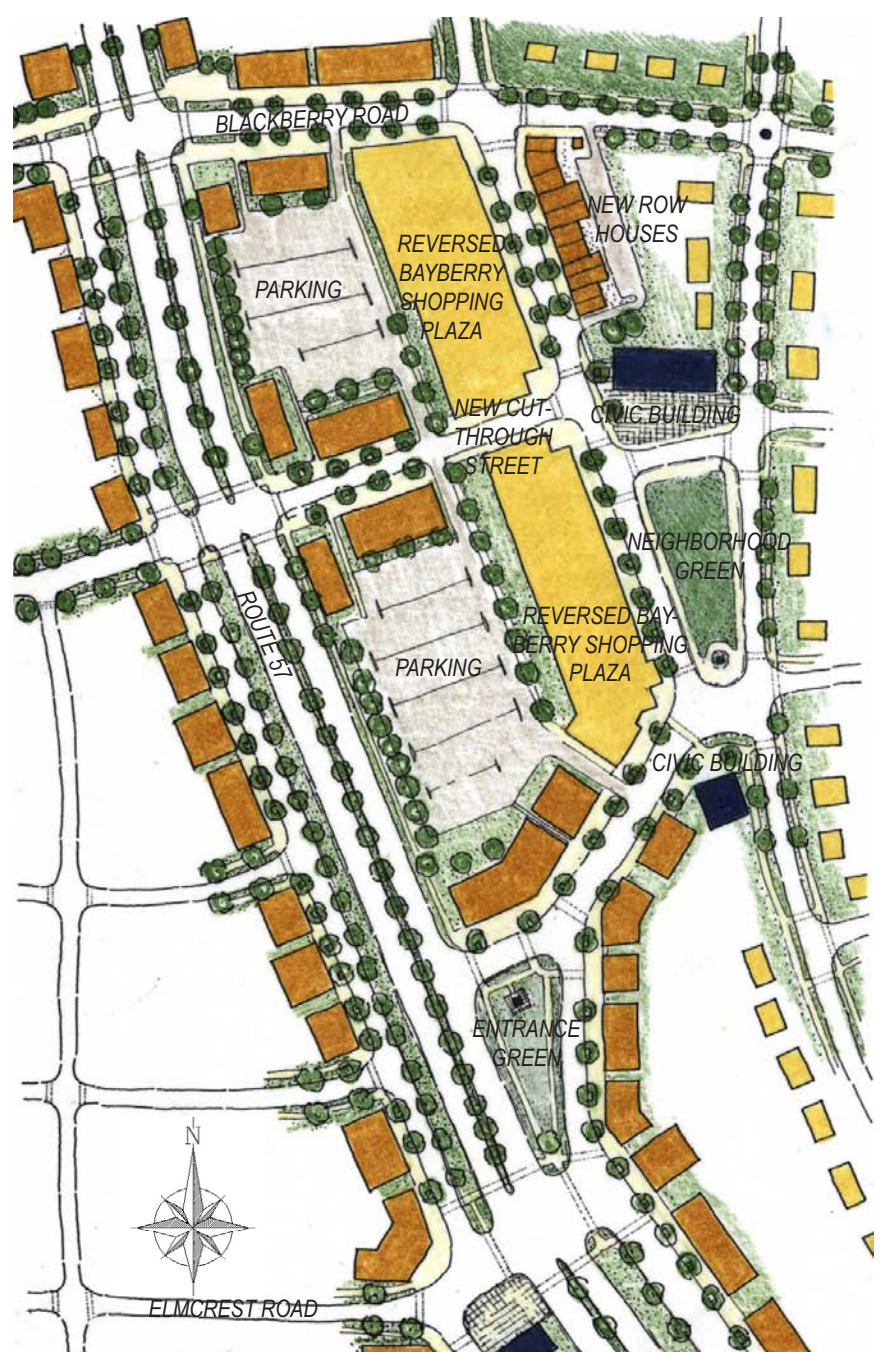 BLACKBERRY ROAD
NEW ROW
HOUSES
REVERSED
BAYBERRY
SHOPPING
PLAZA
PARKING
NEW CUT-
THROUGH
STREET
CIVIC BUILDING
NEIGHBORHOOD
GREEN
ROUTE 57
REVERSED BAY-
BERRY SHOPPING
PLAZA
PARKING
CIVIC BUILDING
ENTRANCE
GREEN
N
ELMCREST ROAD